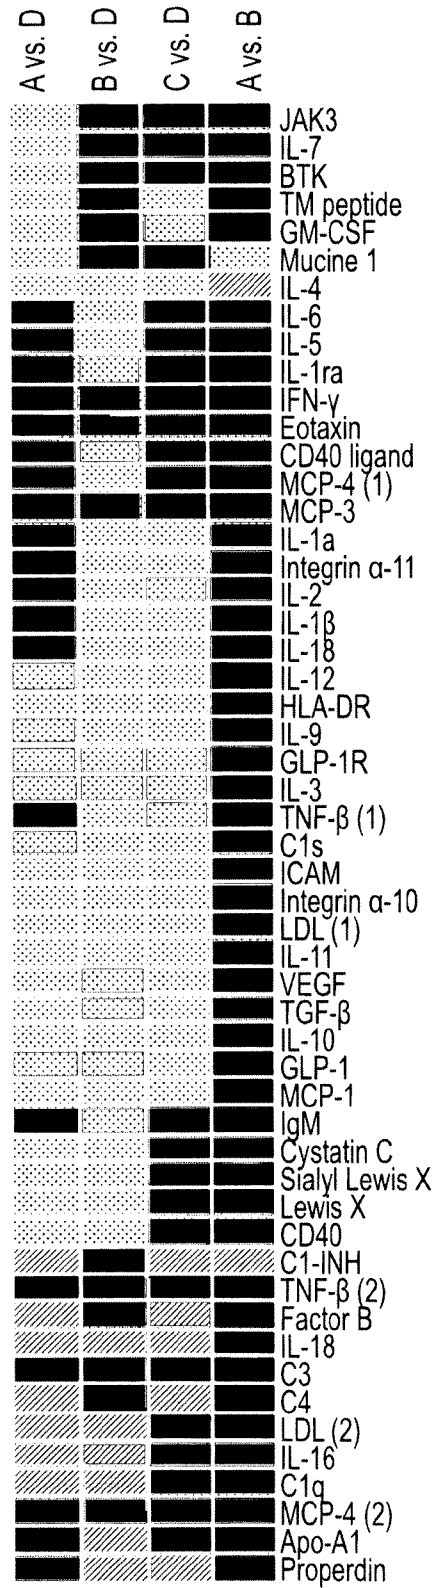 A vs. D
B vs. D
C vs. D
A vs. B
JAK3
IL-7
BTK
TM peptide
GM-CSF
Mucine 1
IL-4
IL-6
IL-5
IL-1ra
IFN-γ
Eotaxin
CD40 ligand
MCP-4 (1)
MCP-3
IL-1a
Integrin α-11
IL-2
IL-1β
IL-18
IL-12
HLA-DR
IL-9
GLP-1R
IL-3
TNF-β (1)
C1s
ICAM
Integrin α-10
LDL (1)
IL-11
VEGF
TGF-β
IL-10
GLP-1
MCP-1
IgM
Cystatin C
Sialyl Lewis X
Lewis X
CD40
C1-INH
TNF-β (2)
Factor B
IL-18
C3
C4
LDL (2)
IL-16
C1q
MCP-4 (2)
Apo-A1
Properdin